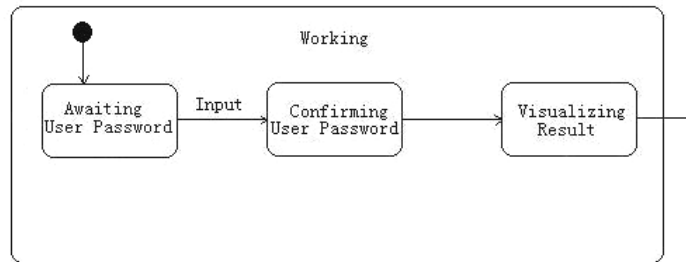 Working
Awaiting
User Password
Input
Confirming
User Password
Visualizing
Result